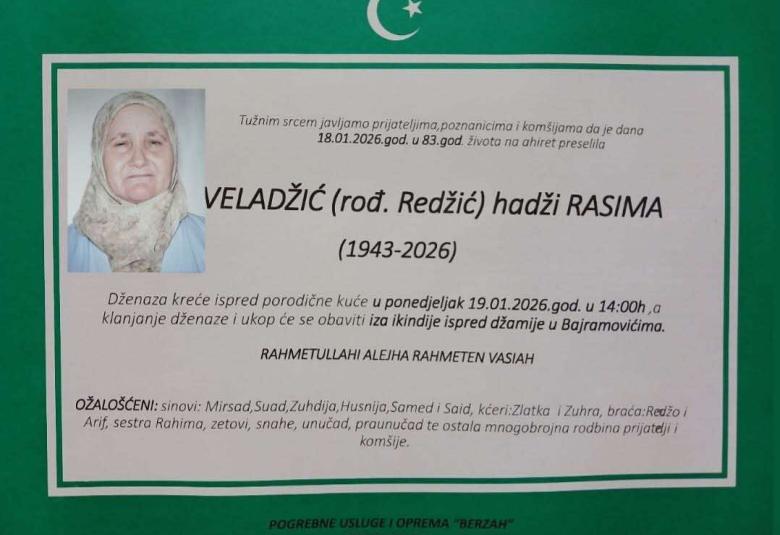 Tužnim srcem javljamo prijateljima,poznanicima i komšijama da je dana
18.01.2026.god. u 83.god. života na ahiret preselila
VELADŽIĆ (rođ. Redžić) hadži RASIMA
(1943-2026)
Dženaza kreće ispred porodične kuće u ponedjeljak 19.01.2026.god. u 14:00h ,a
klanjanje dženaze i ukop će se obaviti iza ikindije ispred džamije u Bajramovićima.
RAHMETULLAHI ALEJHA RAHMETEN VASIAH
OŽALOŠĆENI: sinovi: Mirsad,Suad,Zuhdija,Husnija,Samed i Said, kćeri:Zlatka i Zuhra, braća:Redžo i
Arif, sestra Rahima, zetovi, snahe, unučad, praunučad te ostala mnogobrojna rodbina prijatelji i
komšije.
POGREBNE USLUGE I OPREMA "BERZAH"